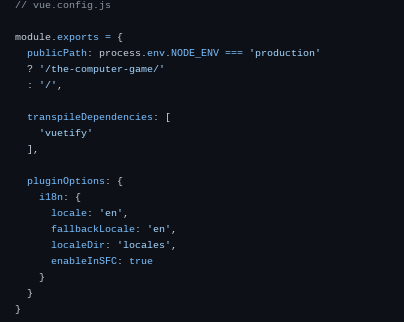 // vue.config.js

module.exports = {
  publicPath: process.env.NODE_ENV === 'production'
  ? '/the-computer-game/'
  : '/',

  transpileDependencies: [
    'vuetify'
  ],

  pluginOptions: {
    i18n: {
      locale: 'en',
      fallbackLocale: 'en',
      localeDir: 'locales',
      enableInSFC: true
    }
  }
}